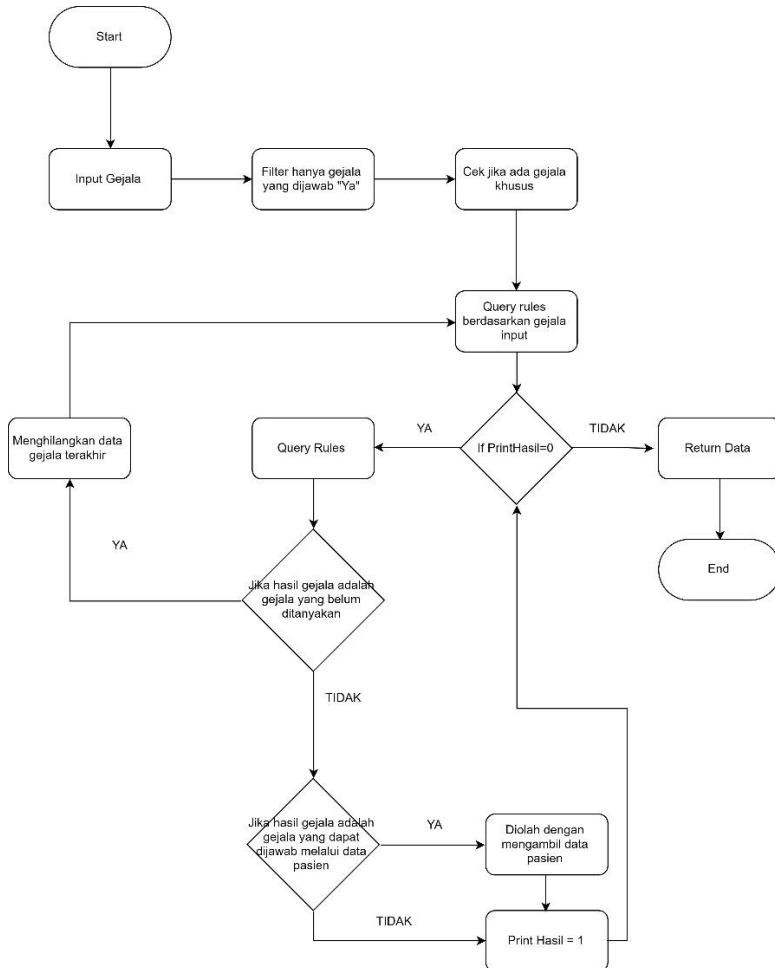 Start
Input Gejala
Filter hanya gejala
yang dijawab "Ya"
Cek jika ada gejala
khusus
Query rules
berdasarkan gejala
input
Menghilangkan data
gejala terakhir
Query Rules
YA
If PrintHasil=0
TIDAK
Return Data
YA
Jika hasil gejala adalah
gejala yang belum
ditanyakan
End
TIDAK
Jika hasil gejala adalah
gejala yang dapat
dijawab melalui data
pasien
YA
Diolah dengan
mengambil data
pasien
TIDAK
Print Hasil = 1